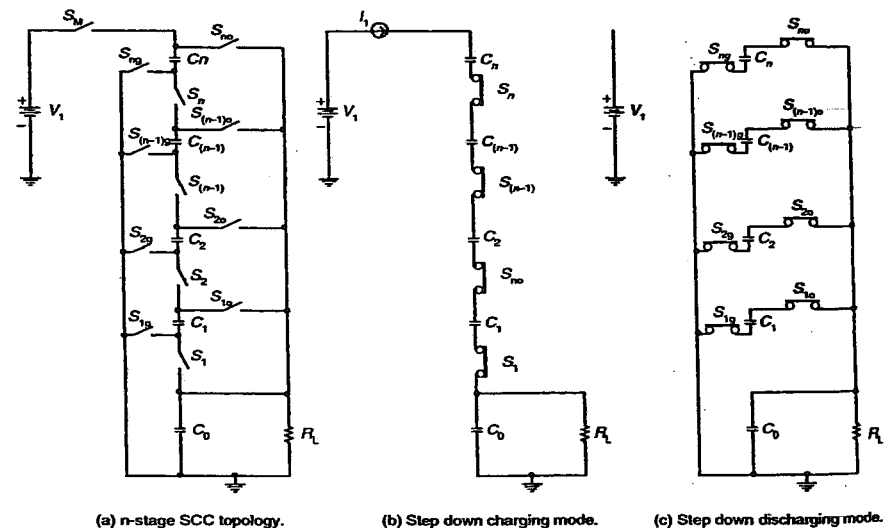 S_M
S_no
C_n
S_ng
S_n
V_1
S_(n-1)o
S_(n-1)g
C_(n-1)
S_(n-1)
S_2o
S_2g
C_2
S_2
S_1o
S_1g
C_1
S_1
C_0
R_L
(a) n-stage SCC topology.
I_1
C_n
S_n
V_1
C_(n-1)
S_(n-1)
C_2
S_no
C_1
S_1
C_0
R_L
(b) Step down charging mode.
S_no
S_ng
C_n
V_1
S_(n-1)o
S_(n-1)g
C_(n-1)
S_2o
S_2g
C_2
S_1o
S_1g
C_1
C_0
R_L
(c) Step down discharging mode.